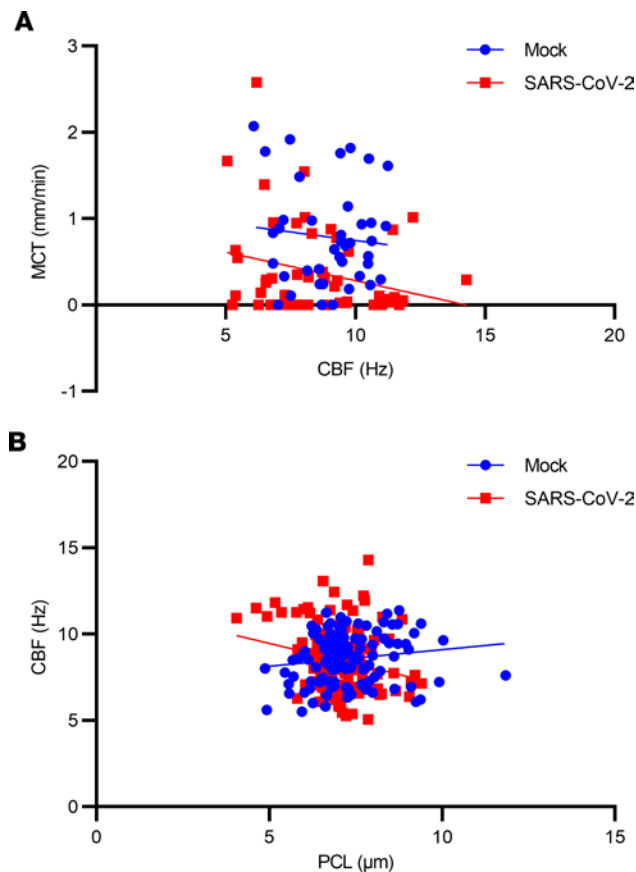 A
3
2
1
0
-1
MCT (mm/min)
5
10
15
20
CBF (Hz)
Mock
SARS-CoV-2
B
20
15
10
5
0
CBF (Hz)
0
5
10
15
PCL (μm)
Mock
SARS-CoV-2